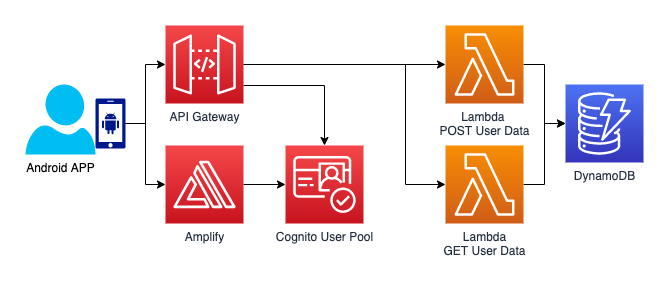 </>
API Gateway
Lambda
POST User Data
Android APP
DynamoDB
Amplify
Cognito User Pool
Lambda
GET User Data